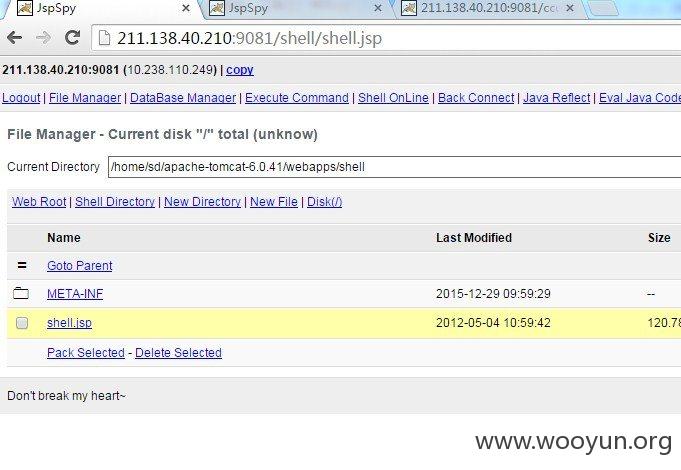 JspSpy
JspSpy
211.138.40.210:9081/ccu
211.138.40.210:9081/shell/shell.jsp
211.138.40.210:9081 (10.238.110.249) | copy
Logout | File Manager | DataBase Manager | Execute Command | Shell OnLine | Back Connect | Java Reflect | Eval Java Code
File Manager - Current disk "/" total (unknow)
Current Directory /home/sd/apache-tomcat-6.0.41/webapps/shell
Web Root | Shell Directory | New Directory | New File | Disk(/)
Name Last Modified Size
= Goto Parent
META-INF 2015-12-29 09:59:29 --
shell.jsp 2012-05-04 10:59:42 120.78
Pack Selected - Delete Selected
Don't break my heart~
www.wooyun.org